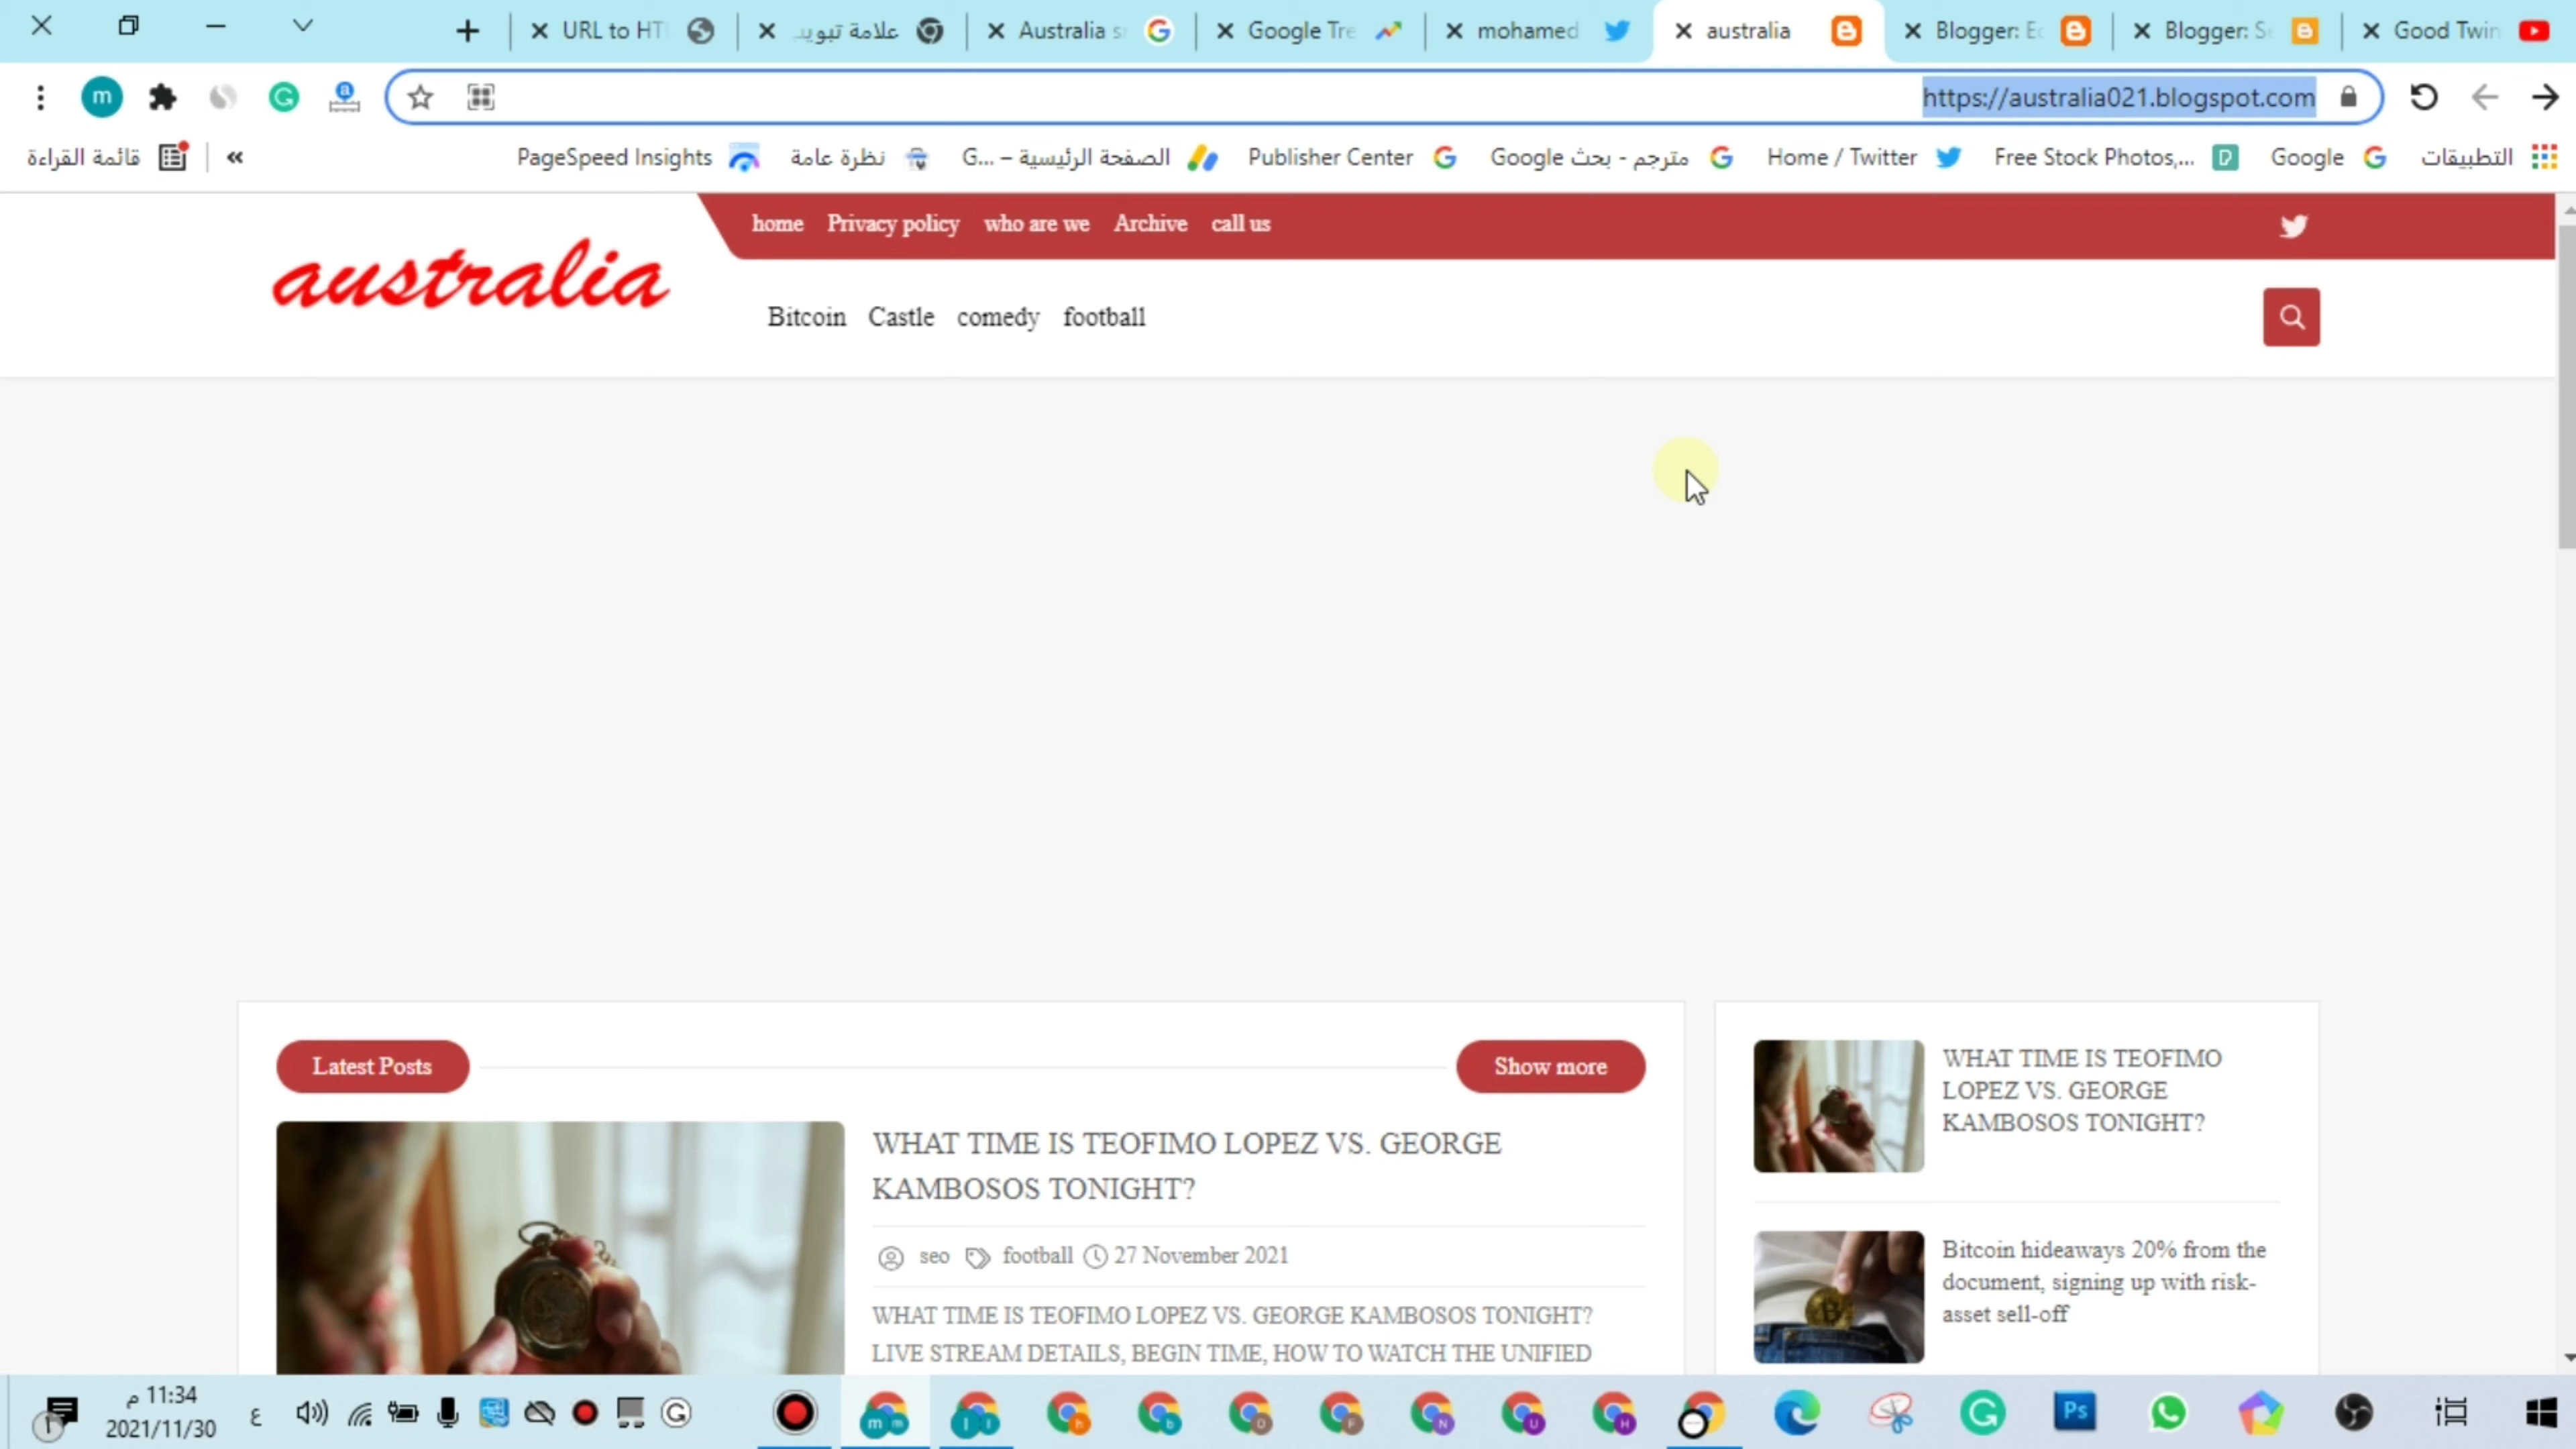 URL to HT
علامة تبويب
Australia s
Google Tre
mohamed
australia
Blogger: E
Blogger: S
Good Twin
m
https://australia021.blogspot.com
قائمة القراءة
»
PageSpeed Insights
نظرة عامة
G... – الصفحة الرئيسية
Publisher Center
مترجم - بحث Google
Home / Twitter
Free Stock Photos,...
Google
التطبيقات
home Privacy policy who are we Archive call us
australia
Bitcoin Castle comedy football
Latest Posts
Show more
WHAT TIME IS TEOFIMO LOPEZ VS. GEORGE
KAMBOSOS TONIGHT?
seo football 27 November 2021
WHAT TIME IS TEOFIMO LOPEZ VS. GEORGE KAMBOSOS TONIGHT?
LIVE STREAM DETAILS, BEGIN TIME, HOW TO WATCH THE UNIFIED
WHAT TIME IS TEOFIMO
LOPEZ VS. GEORGE
KAMBOSOS TONIGHT?
Bitcoin hideaways 20% from the
document, signing up with risk-
asset sell-off
11:34 م
2021/11/30
ع
Ps